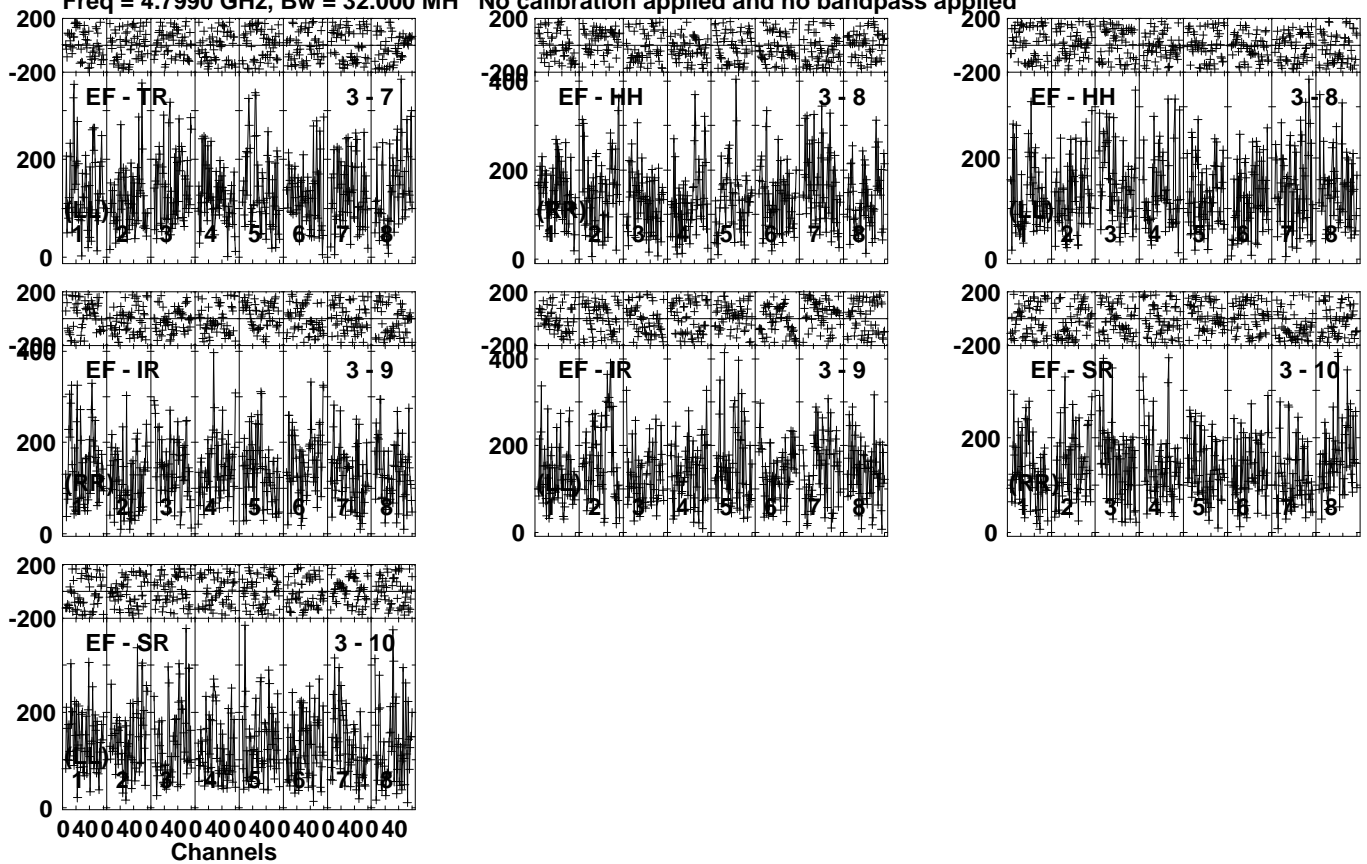 Freq = 4.7990 GHz, Bw = 32.000 MH No calibration applied and no bandpass applied
200
-200
EF - TR 3 - 7
200
(LL)
1 2 3 4 5 6 7 8
0
200
-200
400
EF - HH 3 - 8
200
(RR)
1 2 3 4 5 6 7 8
0
200
-200
EF - HH 3 - 8
200
(LL)
1 2 3 4 5 6 7 8
0
200
-200
400
EF - IR 3 - 9
200
(RR)
1 2 3 4 5 6 7 8
0
200
-200
400
EF - IR 3 - 9
200
(LL)
1 2 3 4 5 6 7 8
0
200
-200
EF - SR 3 - 10
200
(RR)
1 2 3 4 5 6 7 8
0
200
-200
EF - SR 3 - 10
200
(LL)
1 2 3 4 5 6 7 8
0
0 40 0 40 0 40 0 40 0 40 0 40 0 40 0 40
Channels